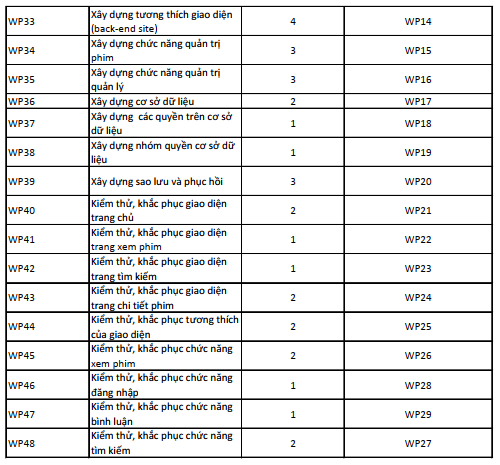 WP33 Xây dựng tương thích giao diện (back-end site) 4 WP14
WP34 Xây dựng chức năng quản trị phim 3 WP15
WP35 Xây dựng chức năng quản trị quản lý 3 WP16
WP36 Xây dựng cơ sở dữ liệu 2 WP17
WP37 Xây dựng các quyền trên cơ sở dữ liệu 1 WP18
WP38 Xây dựng nhóm quyền cơ sở dữ liệu 1 WP19
WP39 Xây dựng sao lưu và phục hồi 3 WP20
WP40 Kiểm thử, khắc phục giao diện trang chủ 2 WP21
WP41 Kiểm thử, khắc phục giao diện trang xem phim 1 WP22
WP42 Kiểm thử, khắc phục giao diện trang tìm kiếm 1 WP23
WP43 Kiểm thử, khắc phục giao diện trang chi tiết phim 2 WP24
WP44 Kiểm thử, khắc phục tương thích của giao diện 2 WP25
WP45 Kiểm thử, khắc phục chức năng xem phim 2 WP26
WP46 Kiểm thử, khắc phục chức năng đăng nhập 1 WP28
WP47 Kiểm thử, khắc phục chức năng bình luận 1 WP29
WP48 Kiểm thử, khắc phục chức năng tìm kiếm 2 WP27